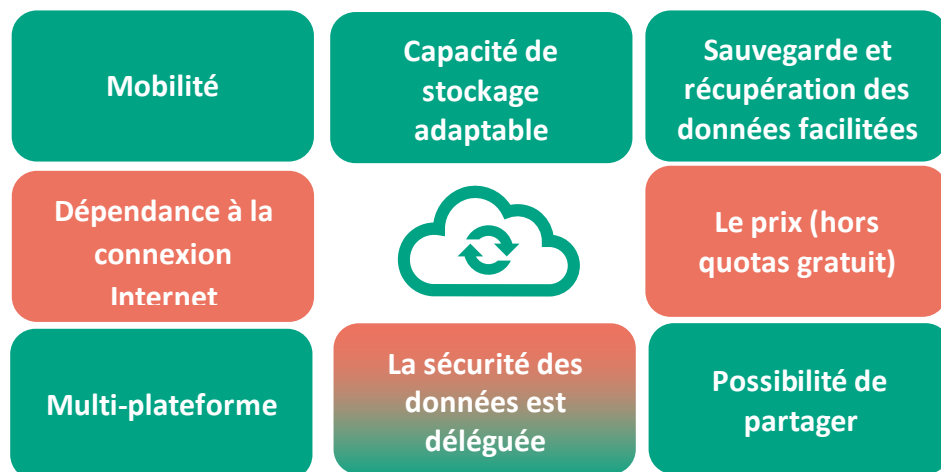 Mobilité
Capacité de
stockage
adaptable
Sauvegarde et
récupération des
données facilitées
Dépendance à la
connexion
Internet
Le prix (hors
quotas gratuit)
Multi-plateforme
La sécurité des
données est
déléguée
Possibilité de
partager